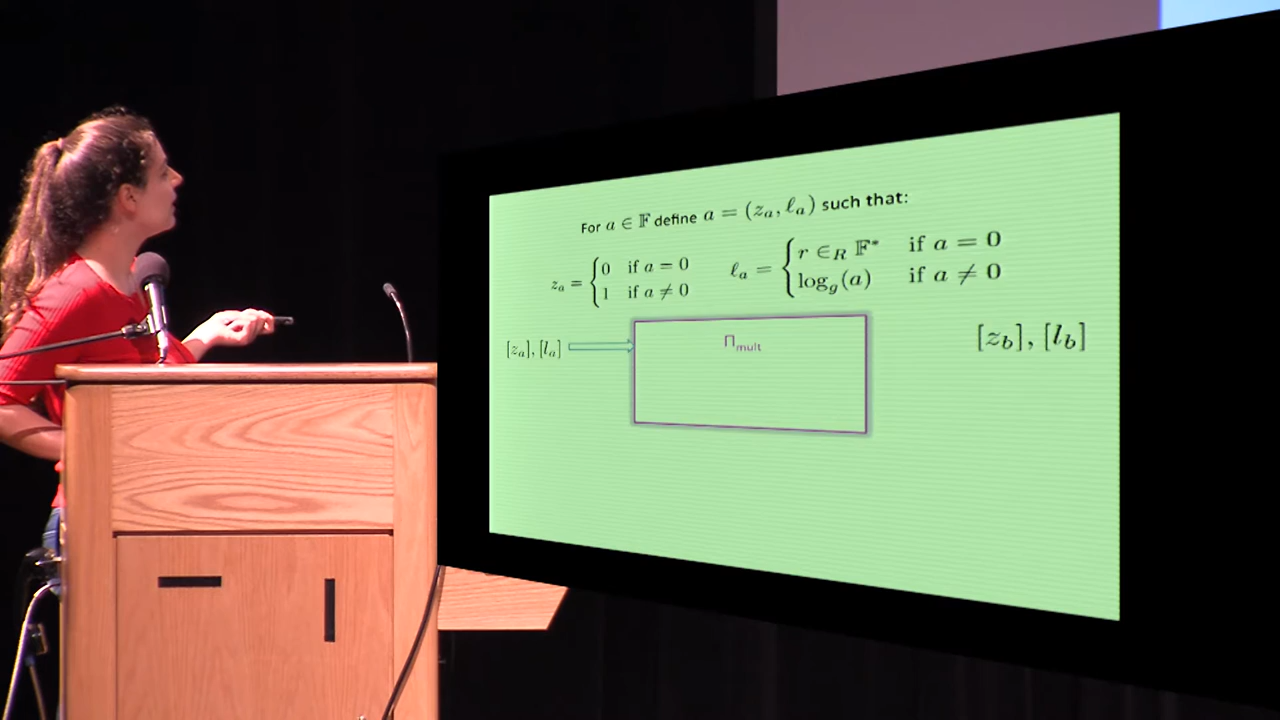 For a ∈ 𝔽 define a = (z_a, ℓ_a) such that:
z_a = { 0 if a = 0
1 if a ≠ 0
ℓ_a = { r ∈_R 𝔽* if a = 0
log_g(a) if a ≠ 0
[z_a], [l_a]
Π_mult
[z_b], [l_b]